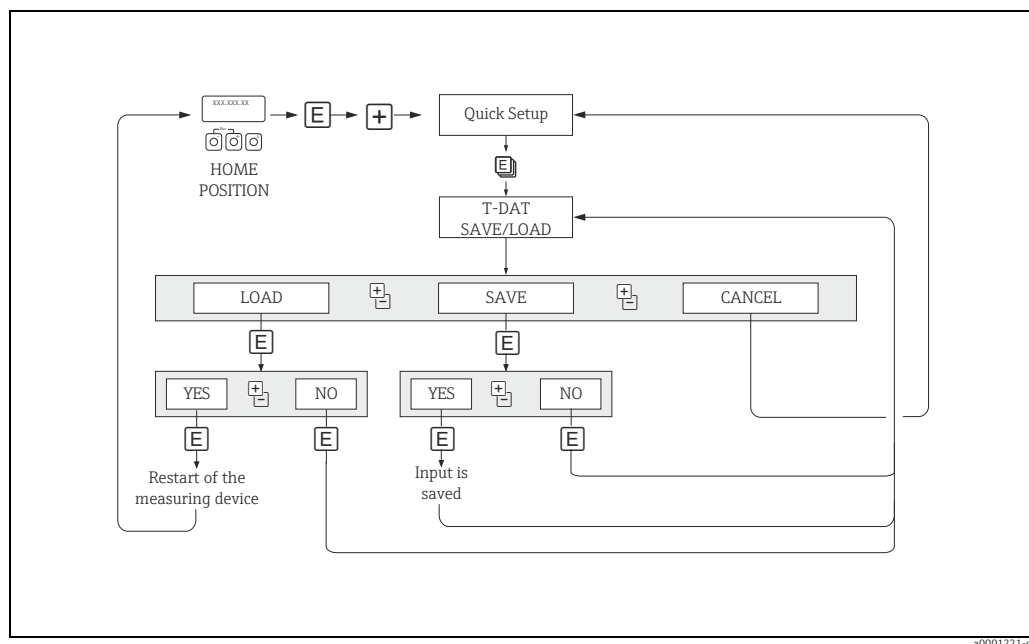 XXX.XXX.XX
E
+
Quick Setup
HOME
POSITION
E
T-DAT
SAVE/LOAD
LOAD
+
-
SAVE
+
-
CANCEL
E
E
YES
+
-
NO
YES
+
-
NO
E
E
E
E
Restart of the
measuring device
Input is
saved